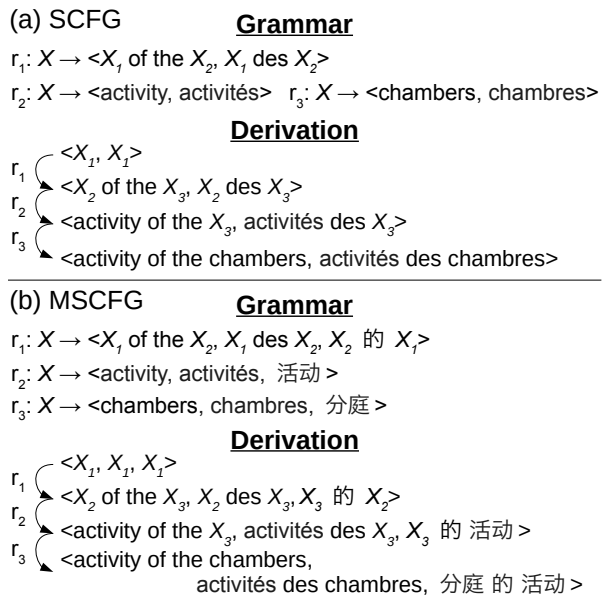 (a) SCFG Grammar
r₁: X → <X₁ of the X₂, X₁ des X₂>
r₂: X → <activity, activités> r₃: X → <chambers, chambres>
Derivation
<X₁, X₁>
r₁
<X₂ of the X₃, X₂ des X₃>
r₂
<activity of the X₃, activités des X₃>
r₃
<activity of the chambers, activités des chambres>
(b) MSCFG Grammar
r₁: X → <X₁ of the X₂, X₁ des X₂, X₂ 的 X₁>
r₂: X → <activity, activités, 活动 >
r₃: X → <chambers, chambres, 分庭 >
Derivation
<X₁, X₁, X₁>
r₁
<X₂ of the X₃, X₂ des X₃, X₃ 的 X₂>
r₂
<activity of the X₃, activités des X₃, X₃ 的 活动 >
r₃
<activity of the chambers,
activités des chambres, 分庭 的 活动 >